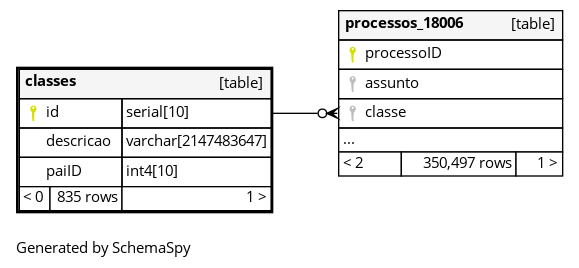 processos_18006 [table]
processoID
assunto
classe
...
< 2 350,497 rows 1 >
classes [table]
id serial[10]
descricao varchar[2147483647]
paiID int4[10]
< 0 835 rows 1 >
Generated by SchemaSpy